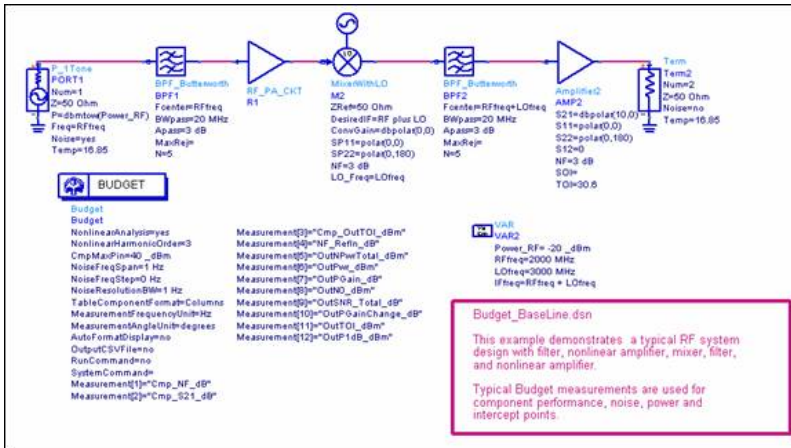 P_1Tone
PORT1
Num=1
Z=50 Ohm
P=dbmtow(Power_RF)
Freq=RFfreq
Noise=yes
Temp=16.85
BPF_Butterworth
BPF1
Fcenter=RFfreq
BWpass=20 MHz
Apass=3 dB
MaxRej=
N=5
RF_PA_CKT
R1
LO
MixerWithLO
M2
ZRef=50 Ohm
DesiredIF=RF plus LO
ConvGain=dbpolar(0,0)
SP11=polar(0,0)
SP22=polar(0,180)
NF=3 dB
LO_Freq=LOfreq
BPF_Butterworth
BPF2
Fcenter=RFfreq+LOfreq
BWpass=20 MHz
Apass=3 dB
MaxRej=
N=5
Amplifier2
AMP2
S21=dbpolar(10,0)
S11=polar(0,0)
S22=polar(0,180)
S12=0
NF=3 dB
SOI=
TOI=30.6
Term
Term2
Num=2
Z=50 Ohm
Noise=no
Temp=16.85
BUDGET
Budget
Budget
NonlinearAnalysis=yes
NonlinearHarmonicOrder=3
CmpMaxPin=40 _dBm
NoiseFreqSpan=1 Hz
NoiseFreqStep=0 Hz
NoiseResolutionBW=1 Hz
TableComponentFormat=Columns
MeasurementFrequencyUnit=Hz
MeasurementAngleUnit=degrees
AutoFormatDisplay=no
OutputCSVFile=no
RunCommand=no
SystemCommand=
Measurement[1]="Cmp_NF_dB"
Measurement[2]="Cmp_S21_dB"
Measurement[3]="Cmp_OutTOI_dBm"
Measurement[4]="NF_RefIn_dB"
Measurement[5]="OutNPwrTotal_dBm"
Measurement[6]="OutPwr_dBm"
Measurement[7]="OutPGain_dB"
Measurement[8]="OutN0_dBm"
Measurement[9]="OutSNR_Total_dB"
Measurement[10]="OutPGainChange_dB"
Measurement[11]="OutTOI_dBm"
Measurement[12]="OutP1dB_dBm"
VAR
VAR2
Power_RF= -20 _dBm
RFfreq=2000 MHz
LOfreq=3000 MHz
IFfreq=RFfreq + LOfreq
Budget_BaseLine.dsn
This example demonstrates a typical RF system
design with filter, nonlinear amplifier, mixer, filter,
and nonlinear amplifier.
Typical Budget measurements are used for
component performance, noise, power and
intercept points.